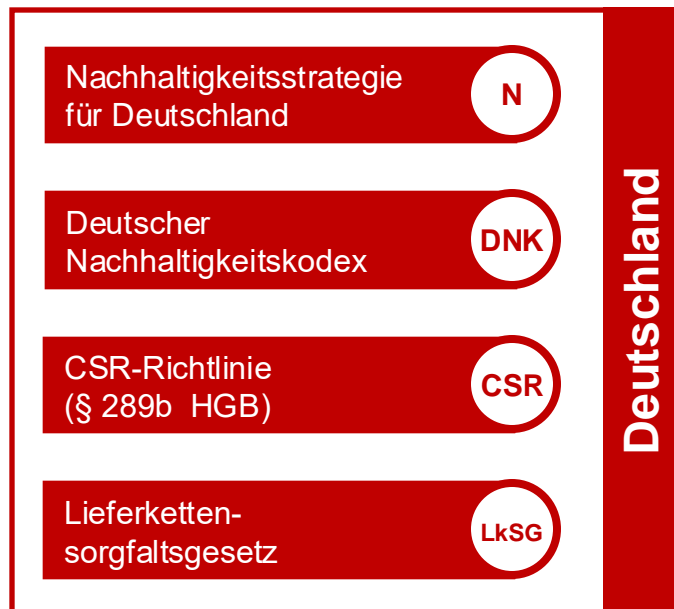 Nachhaltigkeitsstrategie
für Deutschland
N
Deutscher
Nachhaltigkeitskodex
DNK
CSR-Richtlinie
(§ 289b HGB)
CSR
Lieferketten-
sorgfaltsgesetz
LkSG
Deutschland